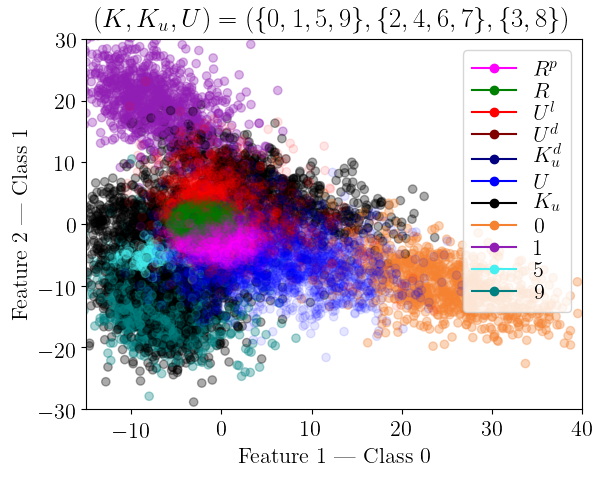 (K, K_u, U) = ({0, 1, 5, 9}, {2, 4, 6, 7}, {3, 8})
30
20
10
0
−10
−20
−30
Feature 2 — Class 1
R^p
R
U^l
U^d
K_u^d
U
K_u
0
1
5
9
−10 0 10 20 30 40
Feature 1 — Class 0